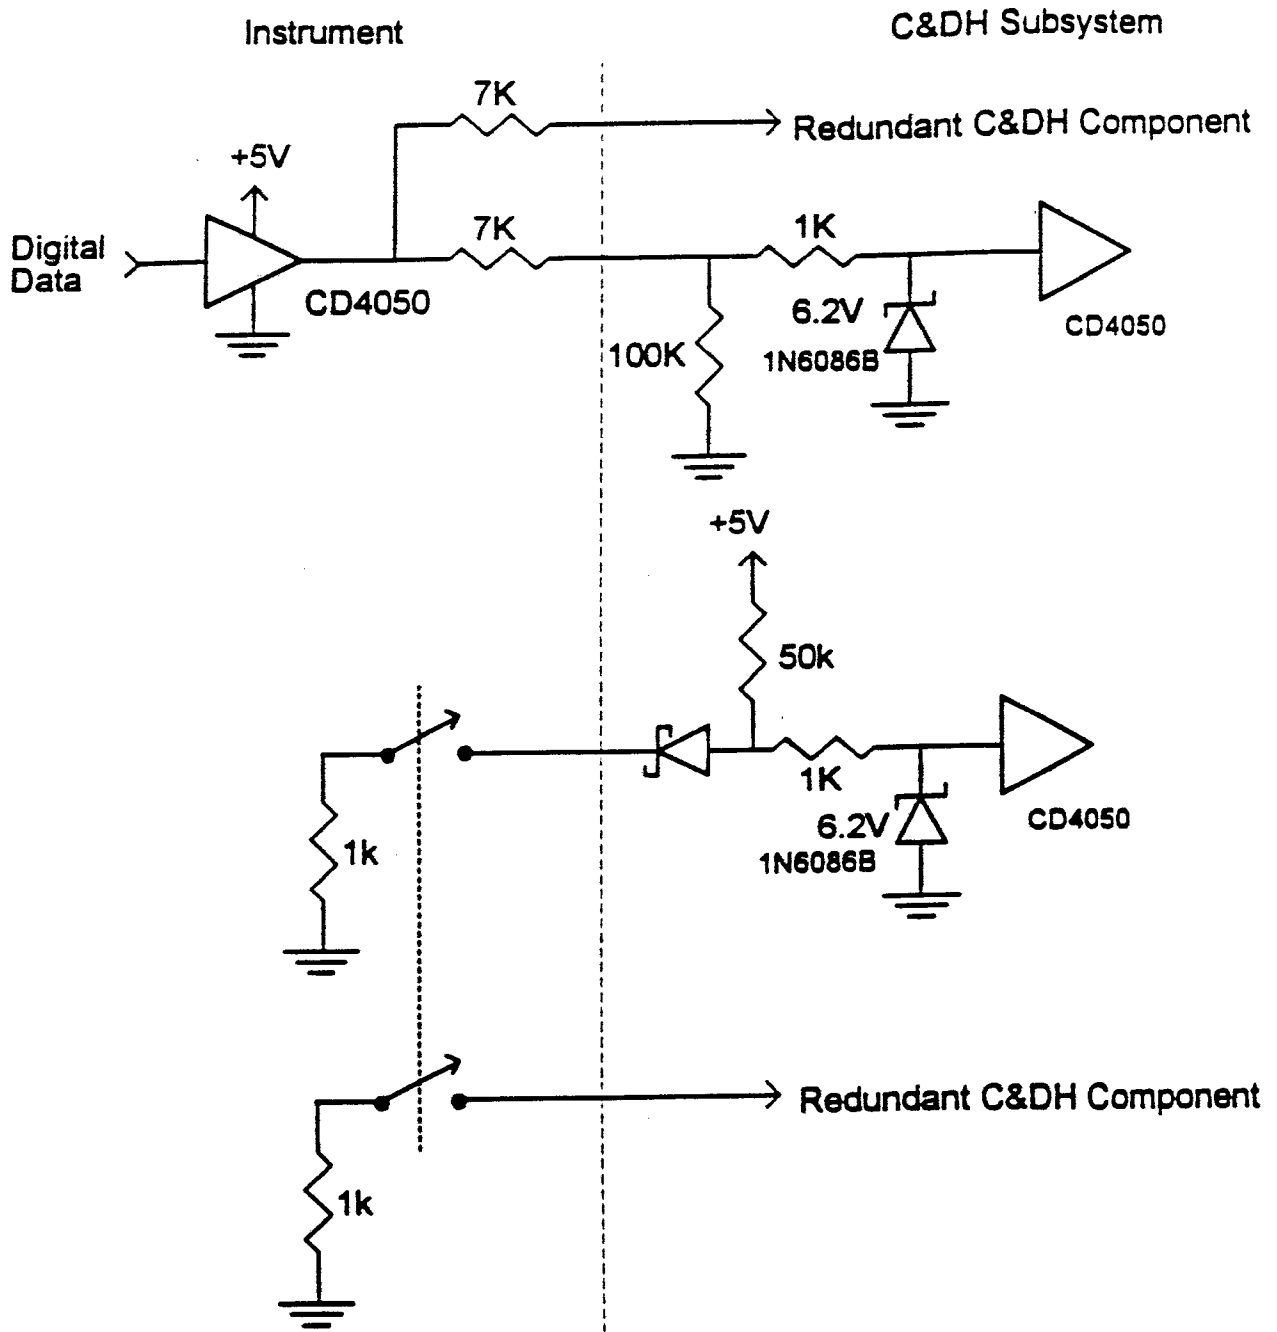 Instrument
C&DH Subsystem
7K
Redundant C&DH Component
+5V
Digital
Data
7K
1K
CD4050
6.2V
1N6086B
CD4050
100K
+5V
50k
1K
1k
6.2V
1N6086B
CD4050
Redundant C&DH Component
1k